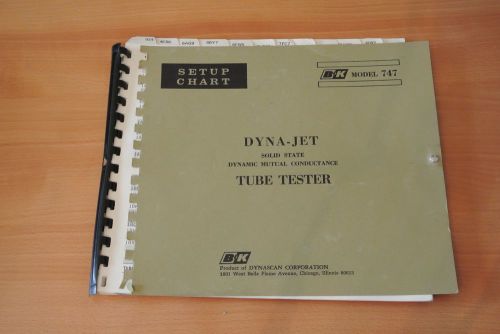 SETUP
CHART
B&K MODEL 747
DYNA-JET
SOLID STATE
DYNAMIC MUTUAL CONDUCTANCE
TUBE TESTER
B&K
Product of DYNASCAN CORPORATION
1801 West Belle Plaine Avenue, Chicago, Illinois 60613